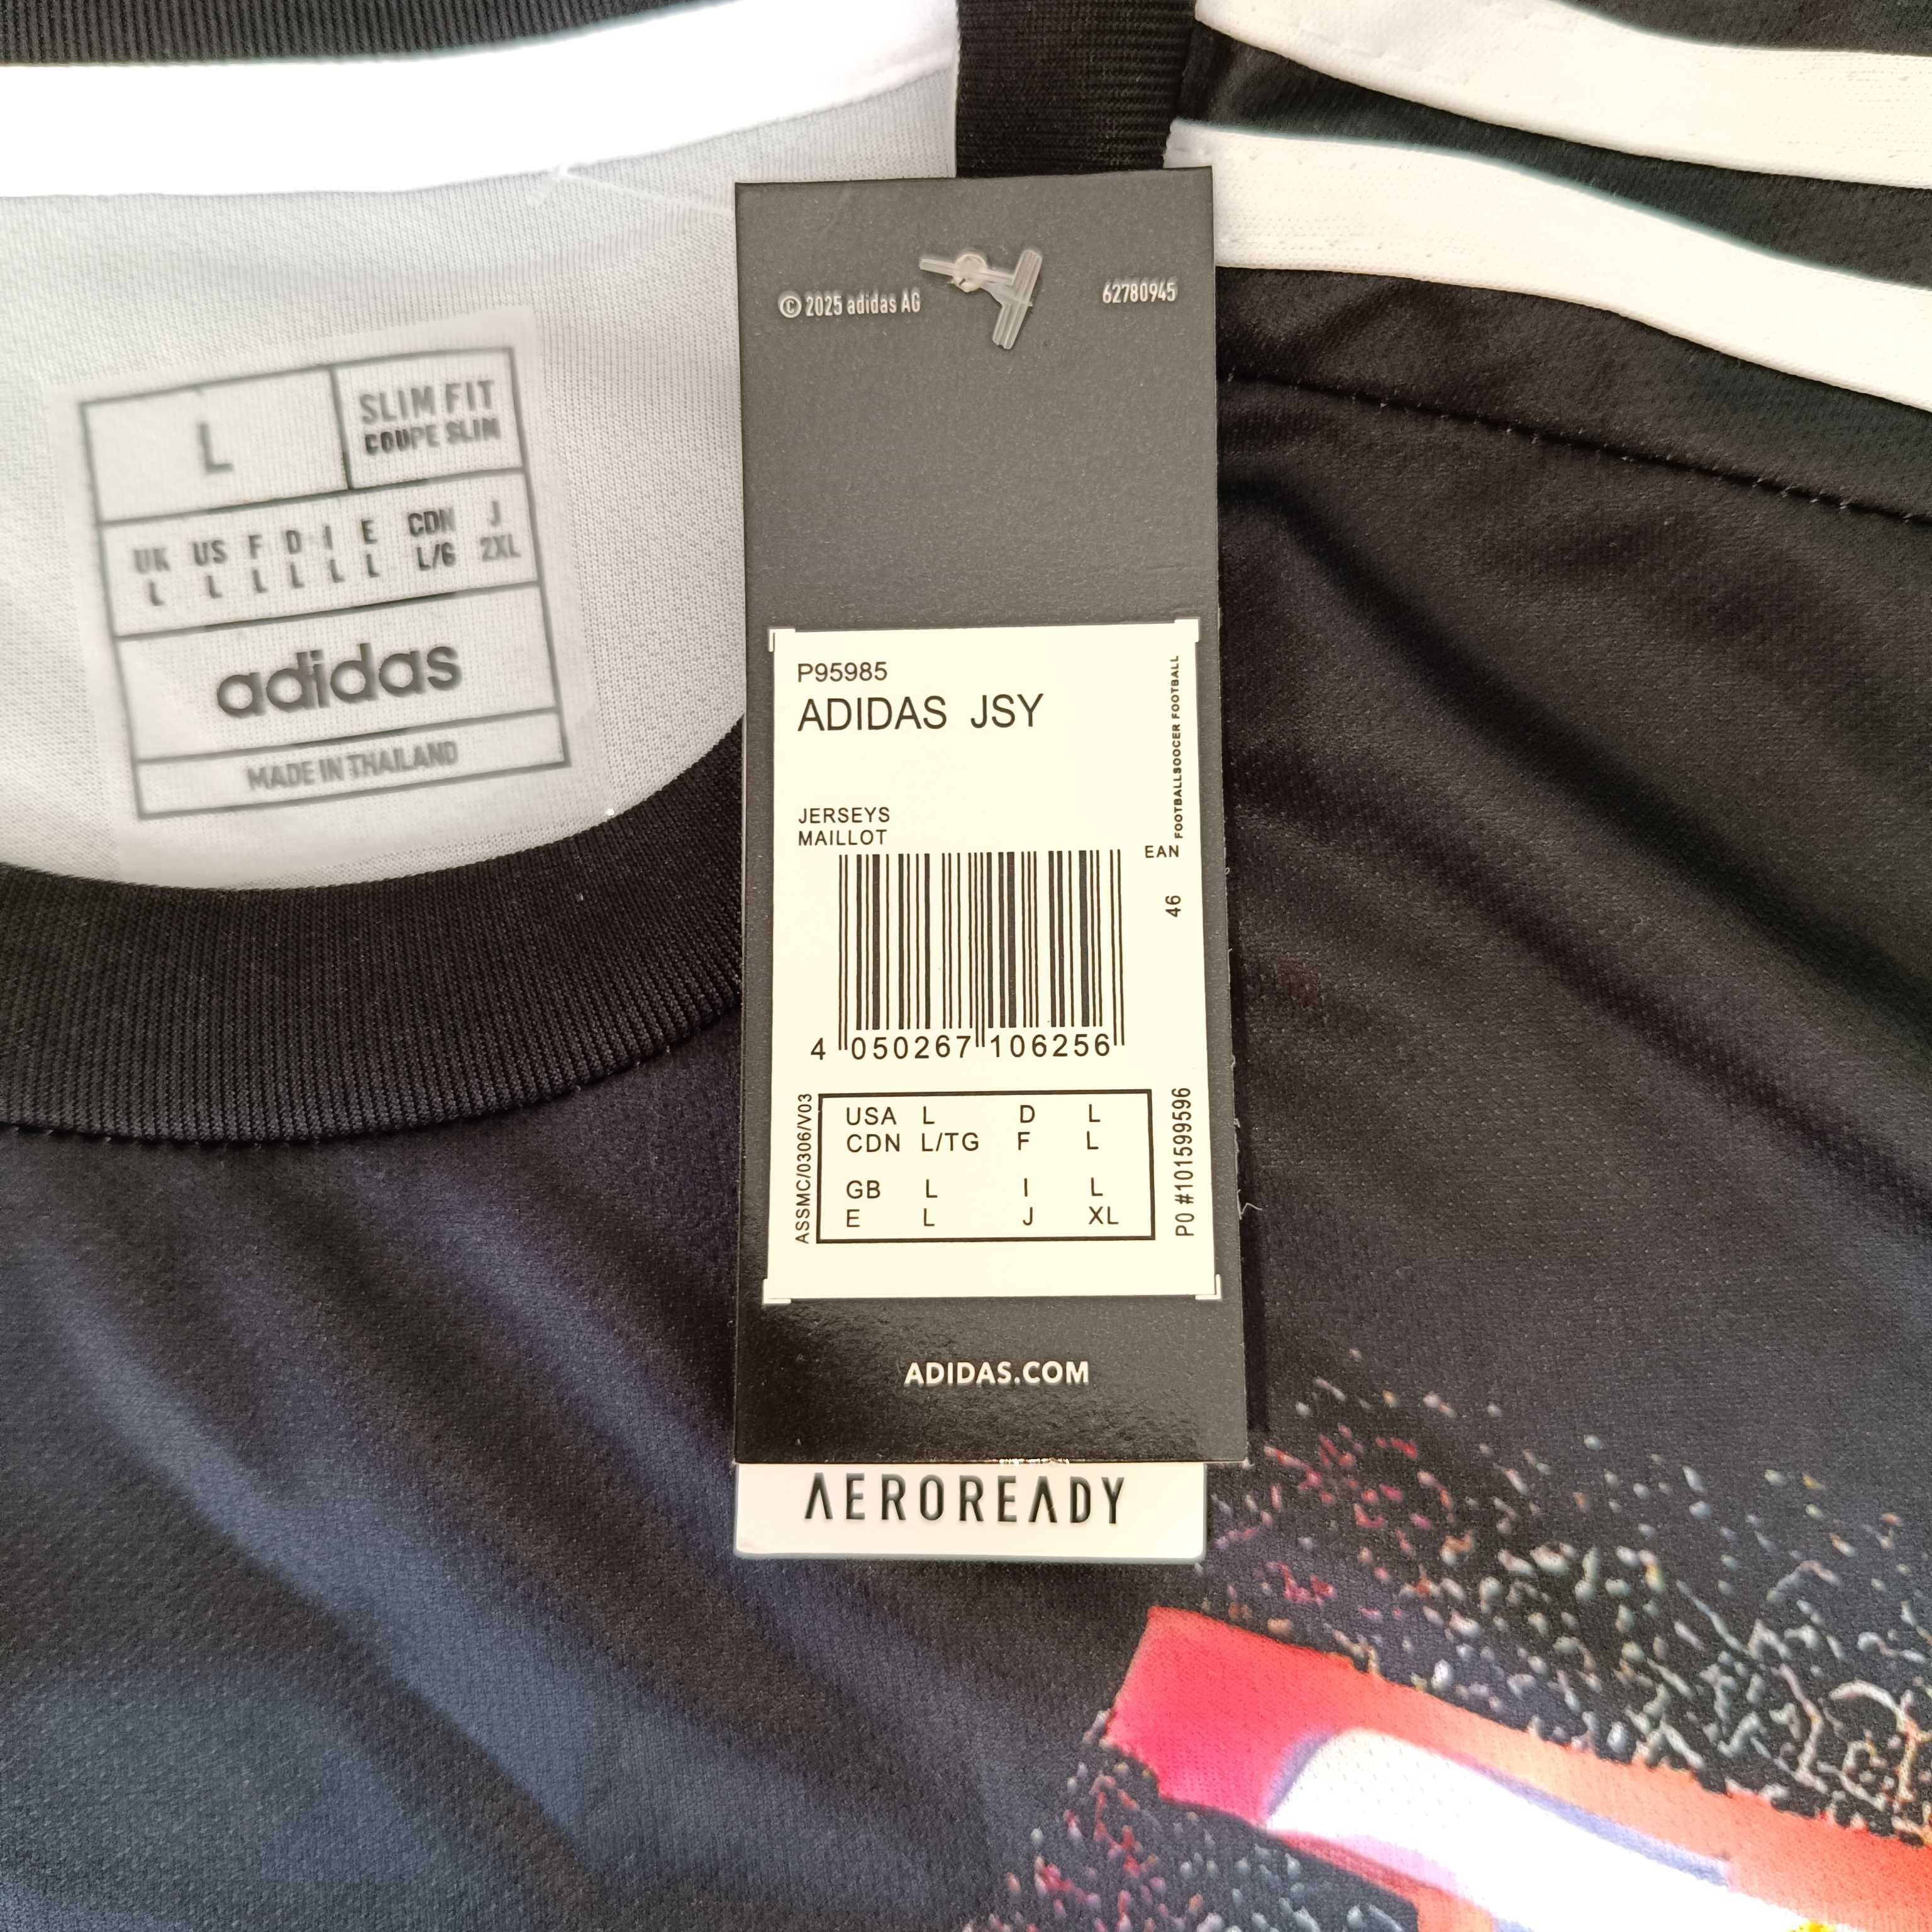 L
SLIM FIT
COUPE SLIM
UK US F D I E CDN J
L L L L L L L/G 2XL
adidas
MADE IN THAILAND
© 2025 adidas AG
62780945
P95985
ADIDAS JSY
FOOTBALLSOOCER FOOTBALL
JERSEYS
MAILLOT
EAN
46
4 050267 106256
ASSMC/0306/V03
USA L D L
CDN L/TG F L
GB L I L
E L J XL
PO #101599596
ADIDAS.COM
AEROREADY